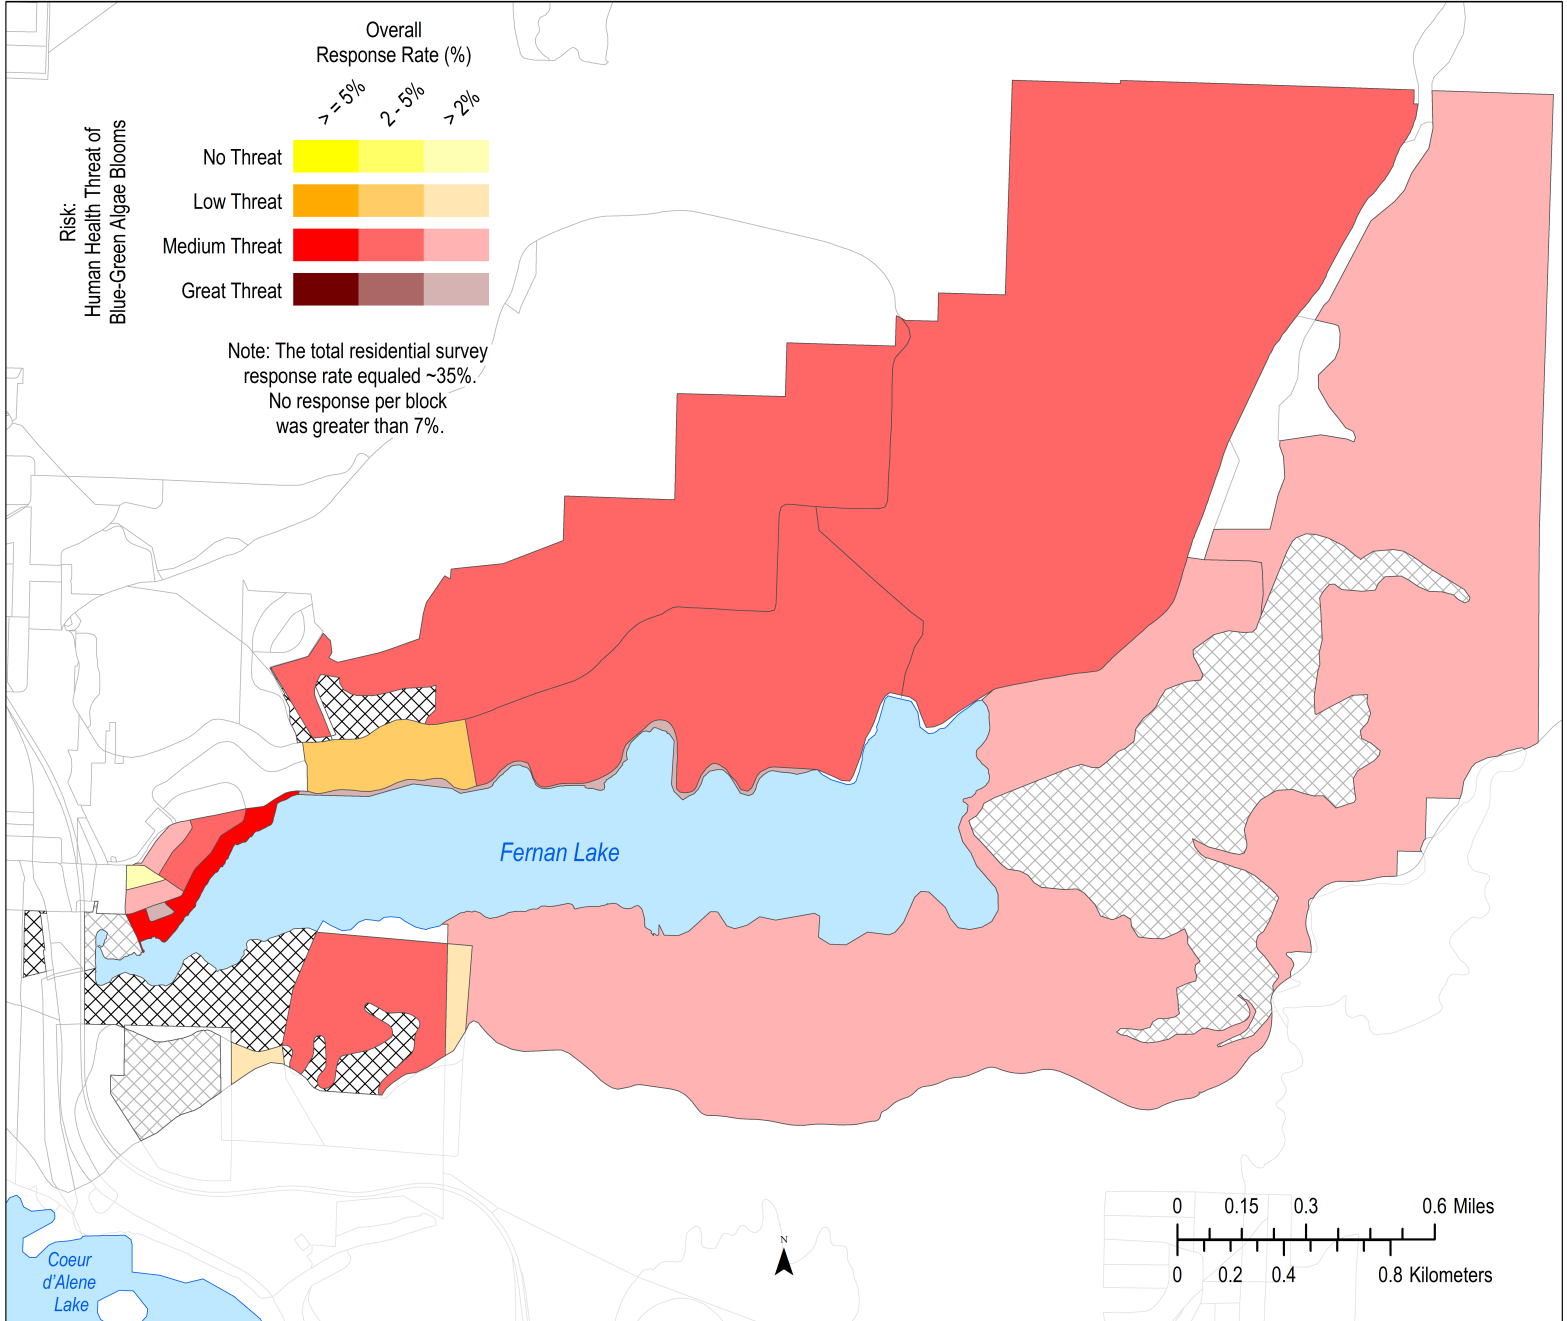 Overall
Response Rate (%)
> = 5%
2 - 5%
> 2%
Risk:
Human Health Threat of
Blue-Green Algae Blooms
No Threat
Low Threat
Medium Threat
Great Threat
Note: The total residential survey
response rate equaled ~35%.
No response per block
was greater than 7%.
Fernan Lake
Coeur
d'Alene
Lake
N
0 0.15 0.3 0.6 Miles
0 0.2 0.4 0.8 Kilometers